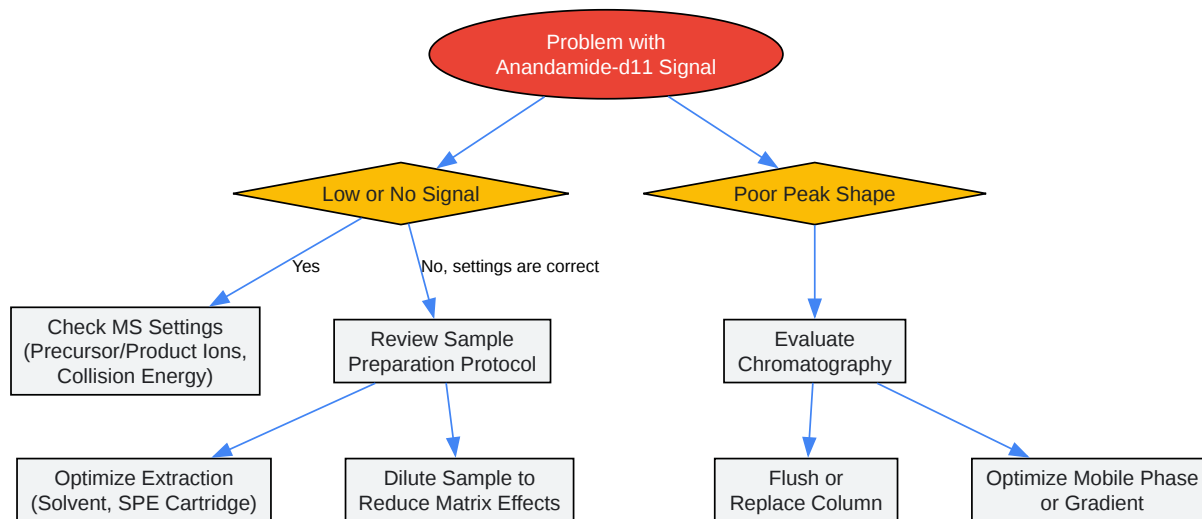 Problem with
Anandamide-d11 Signal
Low or No Signal
Poor Peak Shape
Yes
No, settings are correct
Check MS Settings
(Precursor/Product Ions,
Collision Energy)
Review Sample
Preparation Protocol
Evaluate
Chromatography
Optimize Extraction
(Solvent, SPE Cartridge)
Dilute Sample to
Reduce Matrix Effects
Flush or
Replace Column
Optimize Mobile Phase
or Gradient